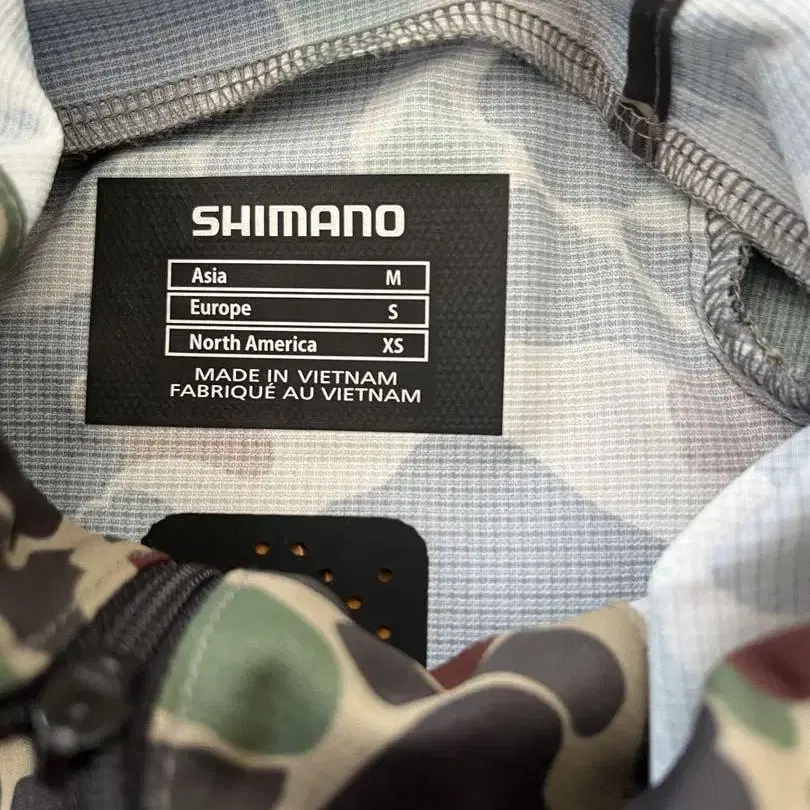 SHIMANO
Asia M
Europe S
North America XS
MADE IN VIETNAM
FABRIQUÉ AU VIETNAM